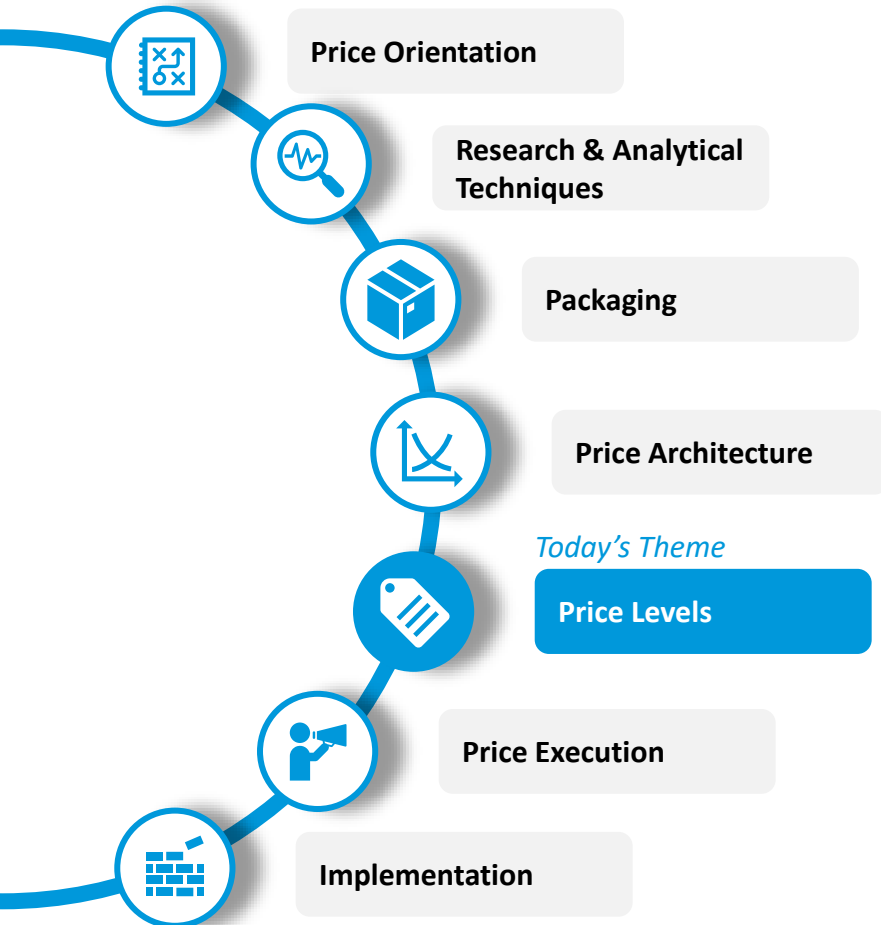 Price Orientation
Research & Analytical
Techniques
Packaging
Price Architecture
Today's Theme
Price Levels
Price Execution
Implementation